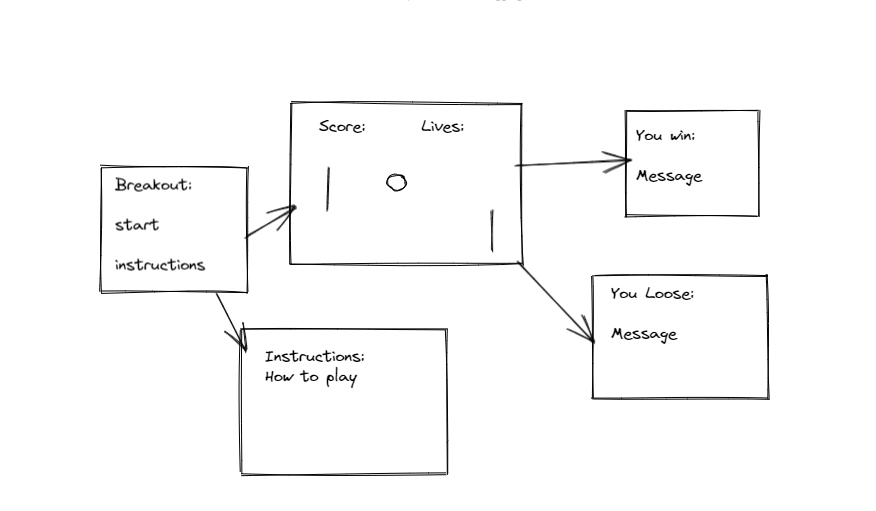 Breakout:
start
instructions
Score:
Lives:
You win:
Message
You Loose:
Message
Instructions:
How to play